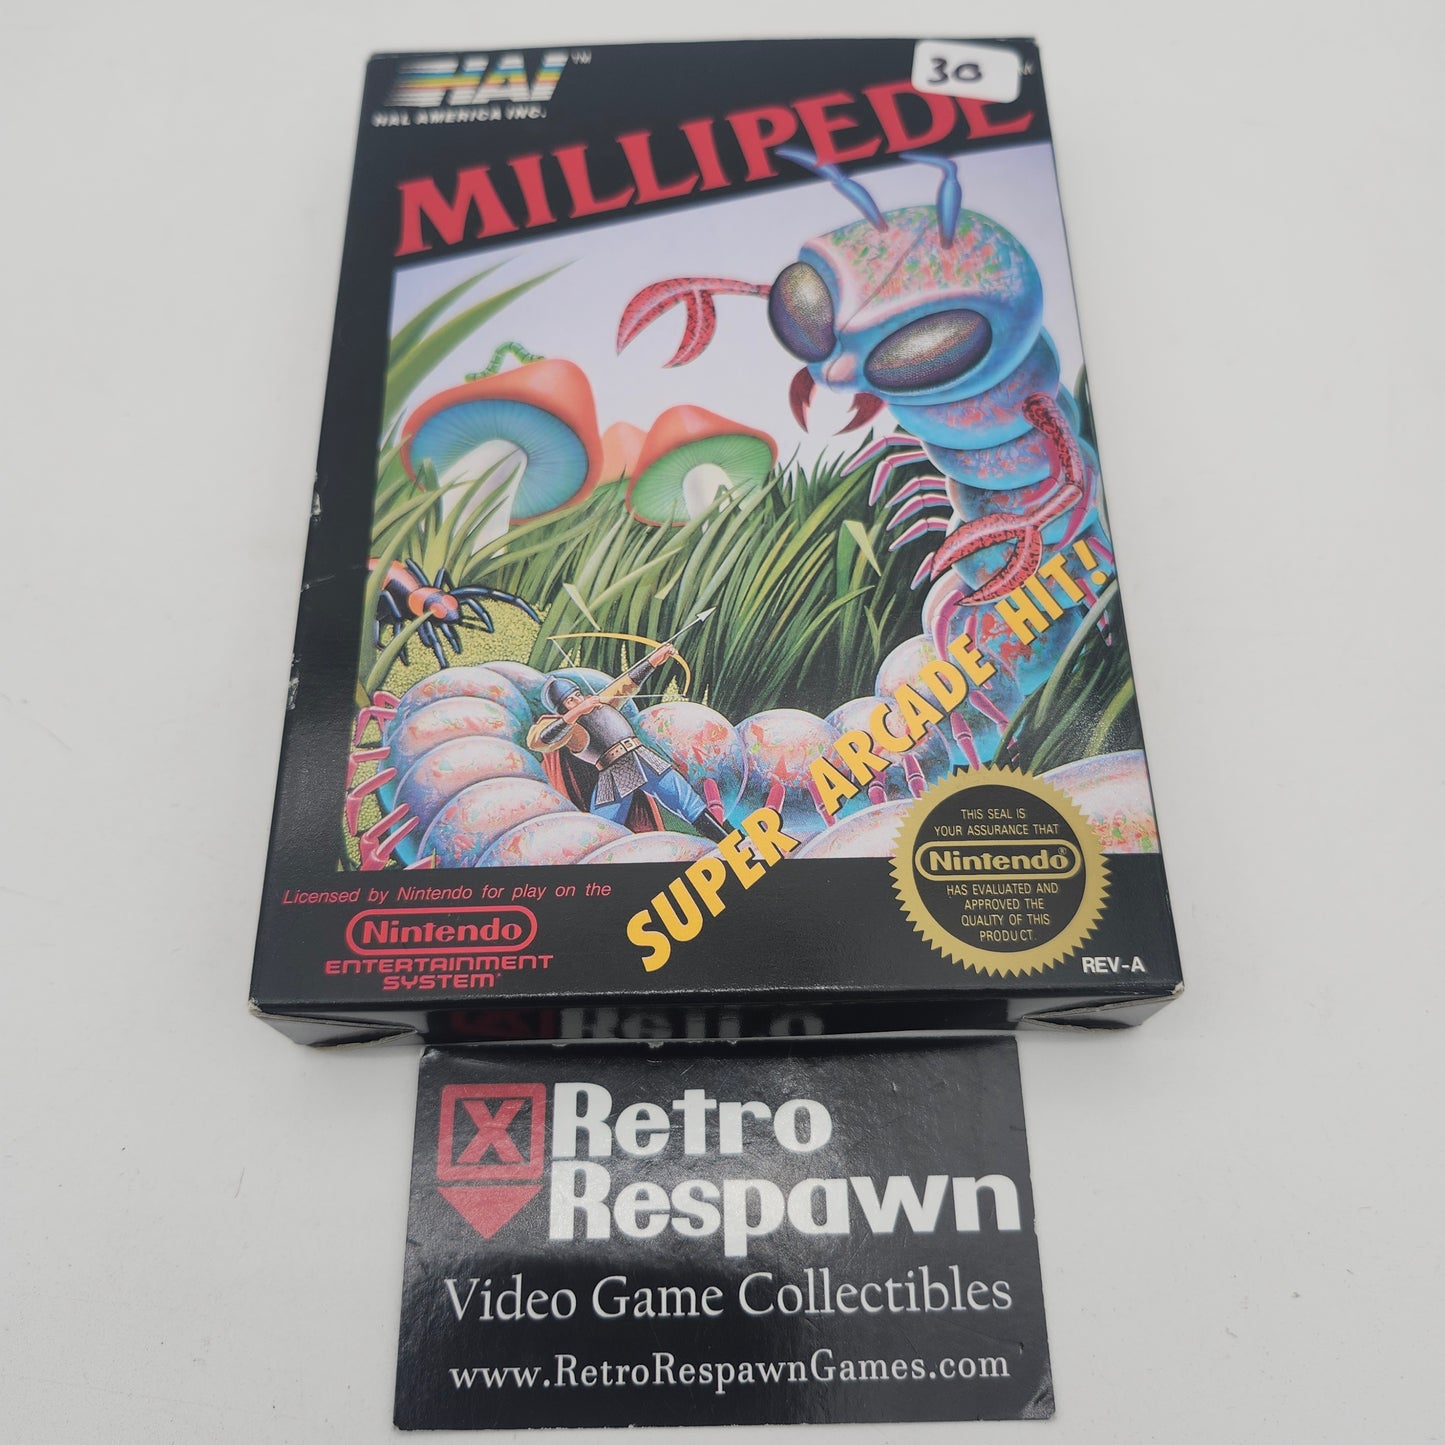 HAL™
HAL AMERICA INC.
30
MILLIPEDE
SUPER ARCADE HIT!
Licensed by Nintendo for play on the
Nintendo
ENTERTAINMENT
SYSTEM
THIS SEAL IS
YOUR ASSURANCE THAT
Nintendo®
HAS EVALUATED AND
APPROVED THE
QUALITY OF THIS
PRODUCT.
REV-A
Retro
X Retro
Respawn
Video Game Collectibles
www.RetroRespawnGames.com